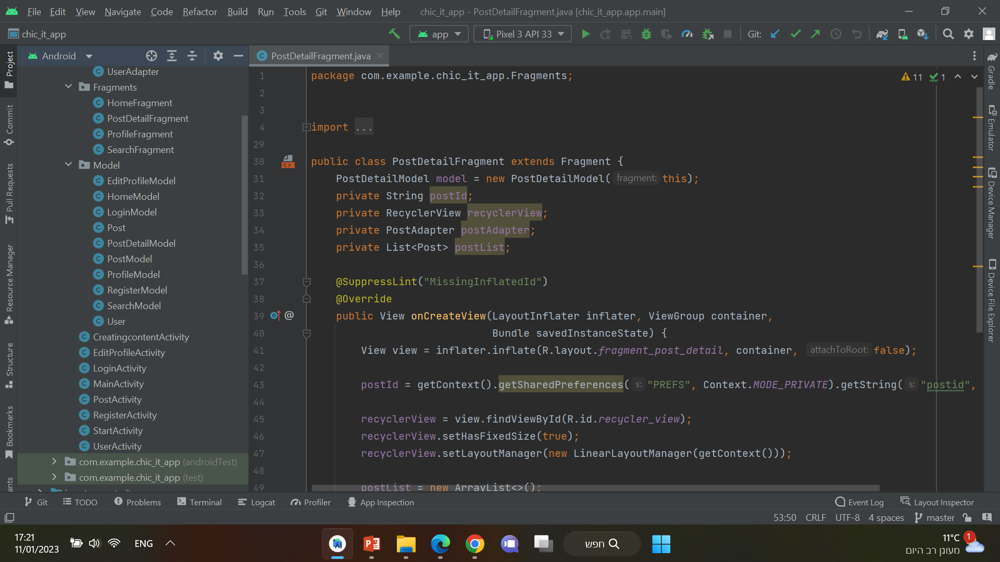 File Edit View Navigate Code Refactor Build Run Tools Git Window Help chic_it_app - PostDetailFragment.java [chic_it_app.app.main]
chic_it_app app Pixel 3 API 33 Git:
Project
Commit
Pull Requests
Resource Manager
Structure
Bookmarks
Android
UserAdapter
Fragments
HomeFragment
PostDetailFragment
ProfileFragment
SearchFragment
Model
EditProfileModel
HomeModel
LoginModel
Post
PostDetailModel
PostModel
ProfileModel
RegisterModel
SearchModel
User
CreatingcontentActivity
EditProfileActivity
LoginActivity
MainActivity
PostActivity
RegisterActivity
StartActivity
UserActivity
com.example.chic_it_app (androidTest)
com.example.chic_it_app (test)
PostDetailFragment.java
11 1
1 package com.example.chic_it_app.Fragments;
2
3
4 import ...
29
30 public class PostDetailFragment extends Fragment {
31 PostDetailModel model = new PostDetailModel( fragment: this);
32 private String postId;
33 private RecyclerView recyclerView;
34 private PostAdapter postAdapter;
35 private List<Post> postList;
36
37 @SuppressLint("MissingInflatedId")
38 @Override
39 @ public View onCreateView(LayoutInflater inflater, ViewGroup container,
40 Bundle savedInstanceState) {
41 View view = inflater.inflate(R.layout.fragment_post_detail, container, attachToRoot: false);
42
43 postId = getContext().getSharedPreferences( s: "PREFS", Context.MODE_PRIVATE).getString( s: "postid",
44
45 recyclerView = view.findViewById(R.id.recycler_view);
46 recyclerView.setHasFixedSize(true);
47 recyclerView.setLayoutManager(new LinearLayoutManager(getContext()));
48
49 postList = new ArrayList<>();
Gradle
Emulator
Device Manager
Device File Explorer
Git TODO Problems Terminal Logcat Profiler App Inspection Event Log Layout Inspector
53:50 CRLF UTF-8 4 spaces master
17:21
11/01/2023
ENG
חפש
11°C
1
מעונן רב היום